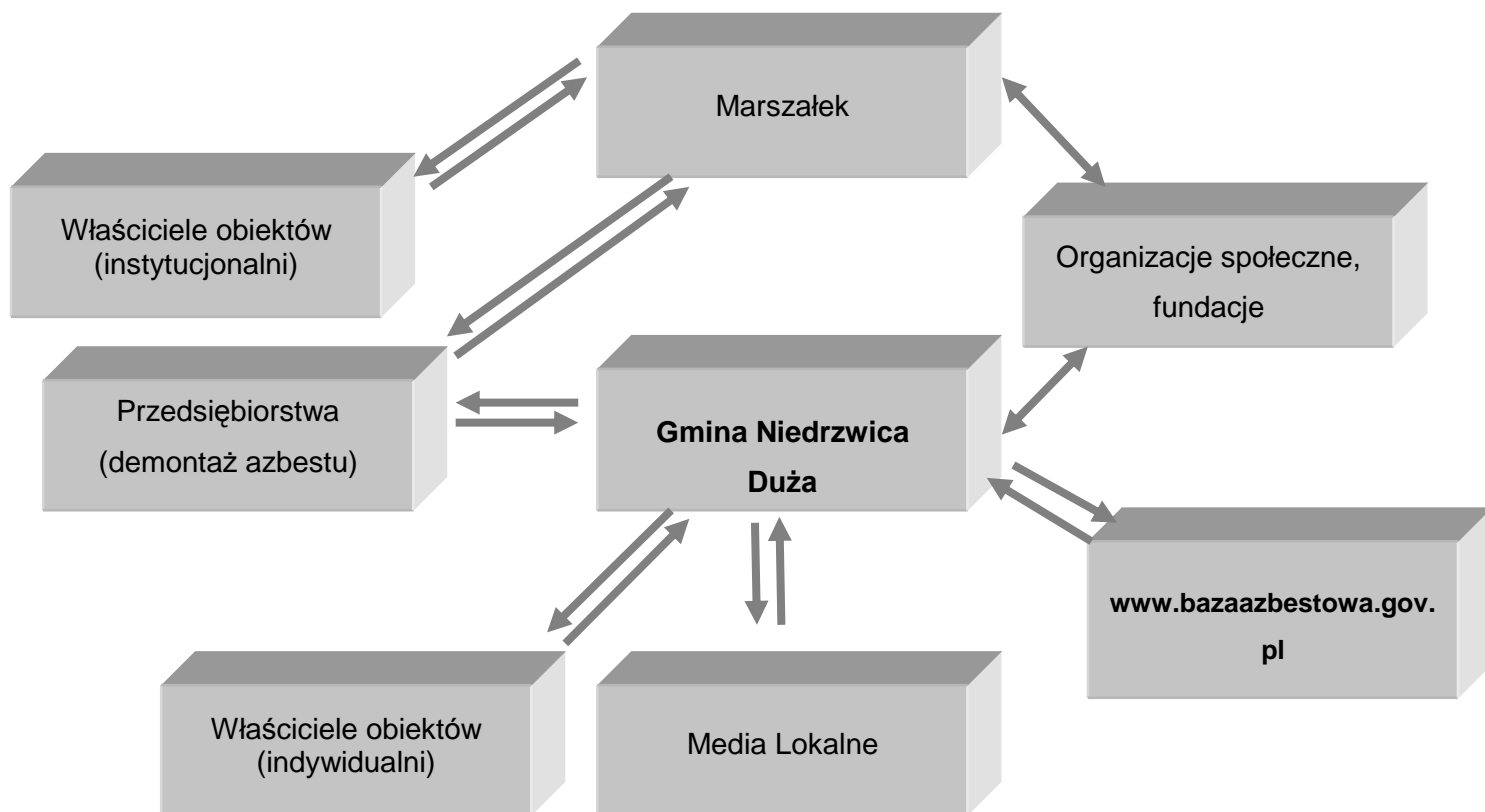 Marszałek
Właściciele obiektów
(instytucjonalni)
Organizacje społeczne,
fundacje
Przedsiębiorstwa
(demontaż azbestu)
Gmina Niedrzwica
Duża
www.bazaazbestowa.gov.
pl
Właściciele obiektów
(indywidualni)
Media Lokalne